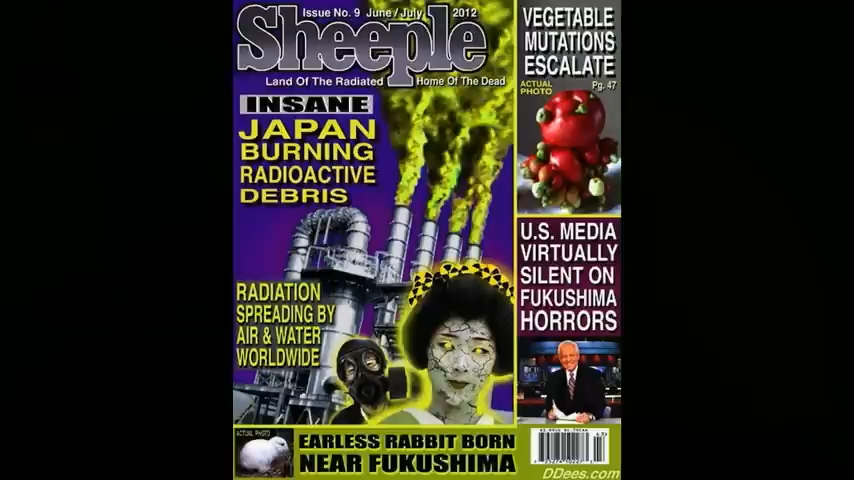 Issue No. 9 June / July 2012
Sheeple
Land Of The Radiated Home Of The Dead
INSANE
JAPAN
BURNING
RADIOACTIVE
DEBRIS
RADIATION
SPREADING BY
AIR & WATER
WORLDWIDE
VEGETABLE
MUTATIONS
ESCALATE
ACTUAL
PHOTO
Pg. 47
U.S. MEDIA
VIRTUALLY
SILENT ON
FUKUSHIMA
HORRORS
ACTUAL PHOTO
EARLESS RABBIT BORN
NEAR FUKUSHIMA
DDees.com